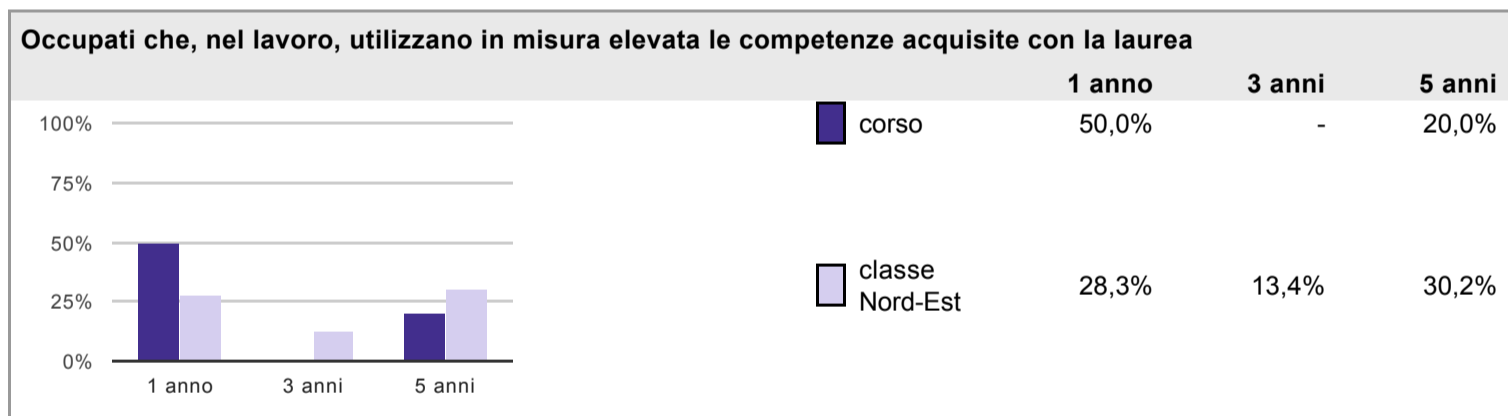 Occupati che, nel lavoro, utilizzano in misura elevata le competenze acquisite con la laurea
1 anno 3 anni 5 anni
100%
75%
50%
25%
0%
1 anno 3 anni 5 anni
corso 50,0% - 20,0%
classe
Nord-Est 28,3% 13,4% 30,2%